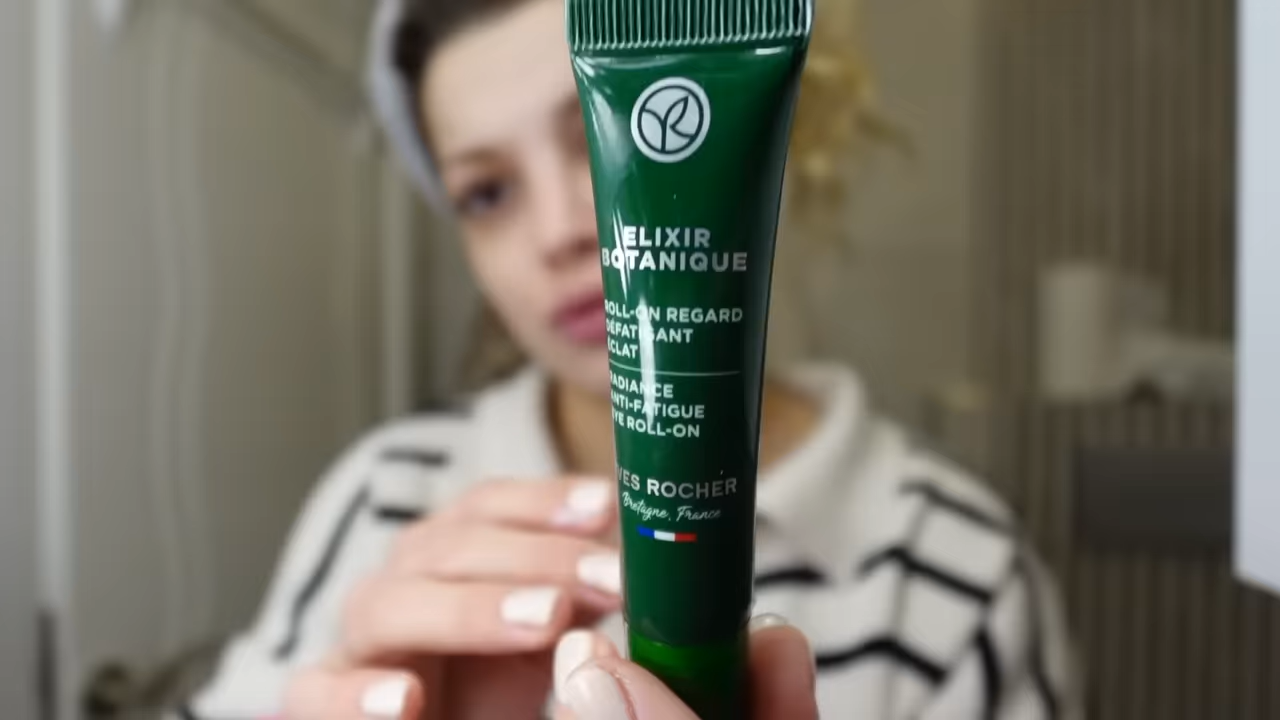 ELIXIR
BOTANIQUE
ROLL-ON REGARD
DÉFATIGANT
ÉCLAT
RADIANCE
ANTI-FATIGUE
EYE ROLL-ON
YVES ROCHER
Bretagne, France